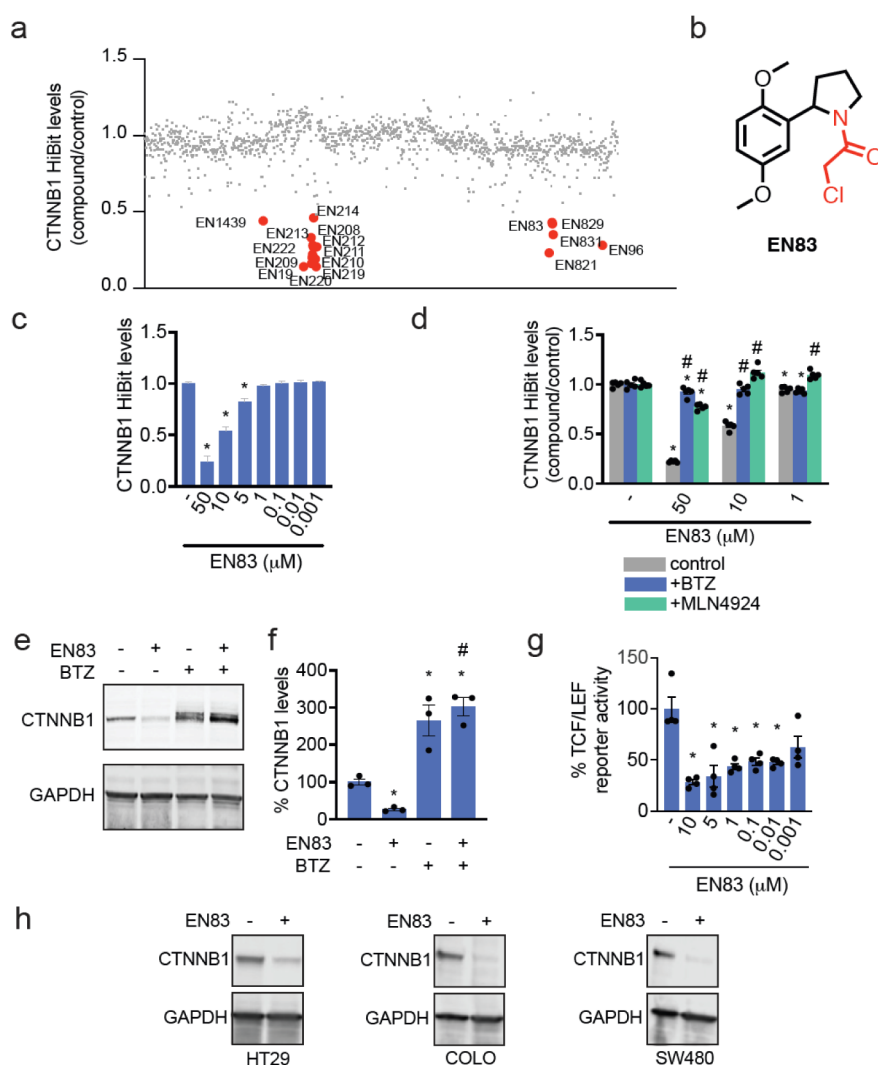 a
CTNNB1 HiBit levels
(compound/control)
1.5
1.0
0.5
0.0
EN1439
EN214
EN213
EN208
EN222
EN212
EN211
EN209
EN210
EN19
EN219
EN220
EN83
EN829
EN831
EN96
EN821
b
O
N
O
O
Cl
EN83
c
CTNNB1 HiBit levels
1.5
1.0
0.5
0.0
* * *
- 50 10 5 1 0.1 0.01 0.001
EN83 (μM)
d
CTNNB1 HiBit levels
(compound/control)
1.5
1.0
0.5
0.0
* # * # * * # # * * #
- 50 10 1
EN83 (μM)
control
+BTZ
+MLN4924
e
EN83 - + - +
BTZ - - + +
CTNNB1
GAPDH
f
% CTNNB1 levels
400
300
200
100
0
* * # *
EN83 - + - +
BTZ - - + +
g
% TCF/LEF
reporter activity
150
100
50
0
* * * * *
- 10 5 1 0.1 0.01 0.001
EN83 (μM)
h
EN83 - +
CTNNB1
GAPDH
HT29
EN83 - +
CTNNB1
GAPDH
COLO
EN83 - +
CTNNB1
GAPDH
SW480